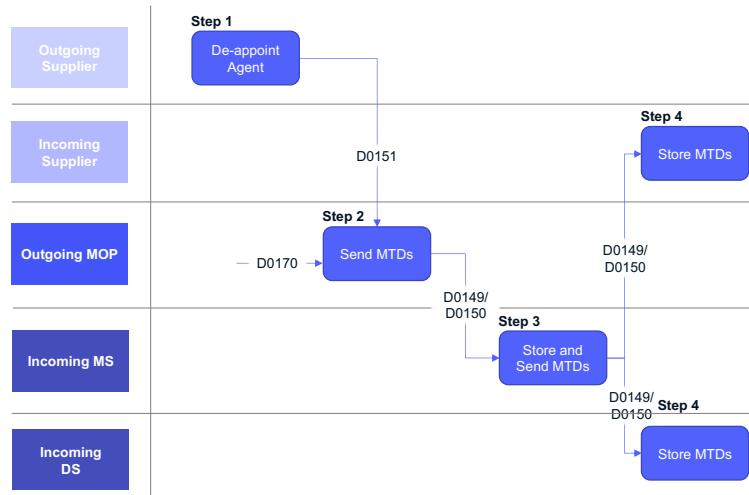 Step 1
Outgoing
Supplier
De-appoint
Agent
Step 4
Incoming
Supplier
Store MTDs
D0151
Step 2
Outgoing MOP
D0170
Send MTDs
D0149/
D0150
D0149/
D0150
Step 3
Incoming MS
Store and
Send MTDs
D0149/
D0150
Step 4
Incoming
DS
Store MTDs